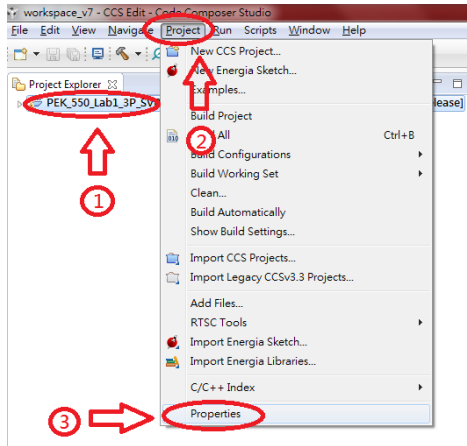 workspace_v7 - CCS Edit - Code Composer Studio
File Edit View Navigate Project Run Scripts Window Help
New CCS Project...
New Energia Sketch...
Examples...
Project Explorer
PEK_550_Lab1_3P_SV
lease]
Build Project
All Ctrl+B
Build Configurations
Build Working Set
Clean...
Build Automatically
Show Build Settings...
Import CCS Projects...
Import Legacy CCSv3.3 Projects...
Add Files...
RTSC Tools
Import Energia Sketch...
Import Energia Libraries...
C/C++ Index
Properties
1
2
3